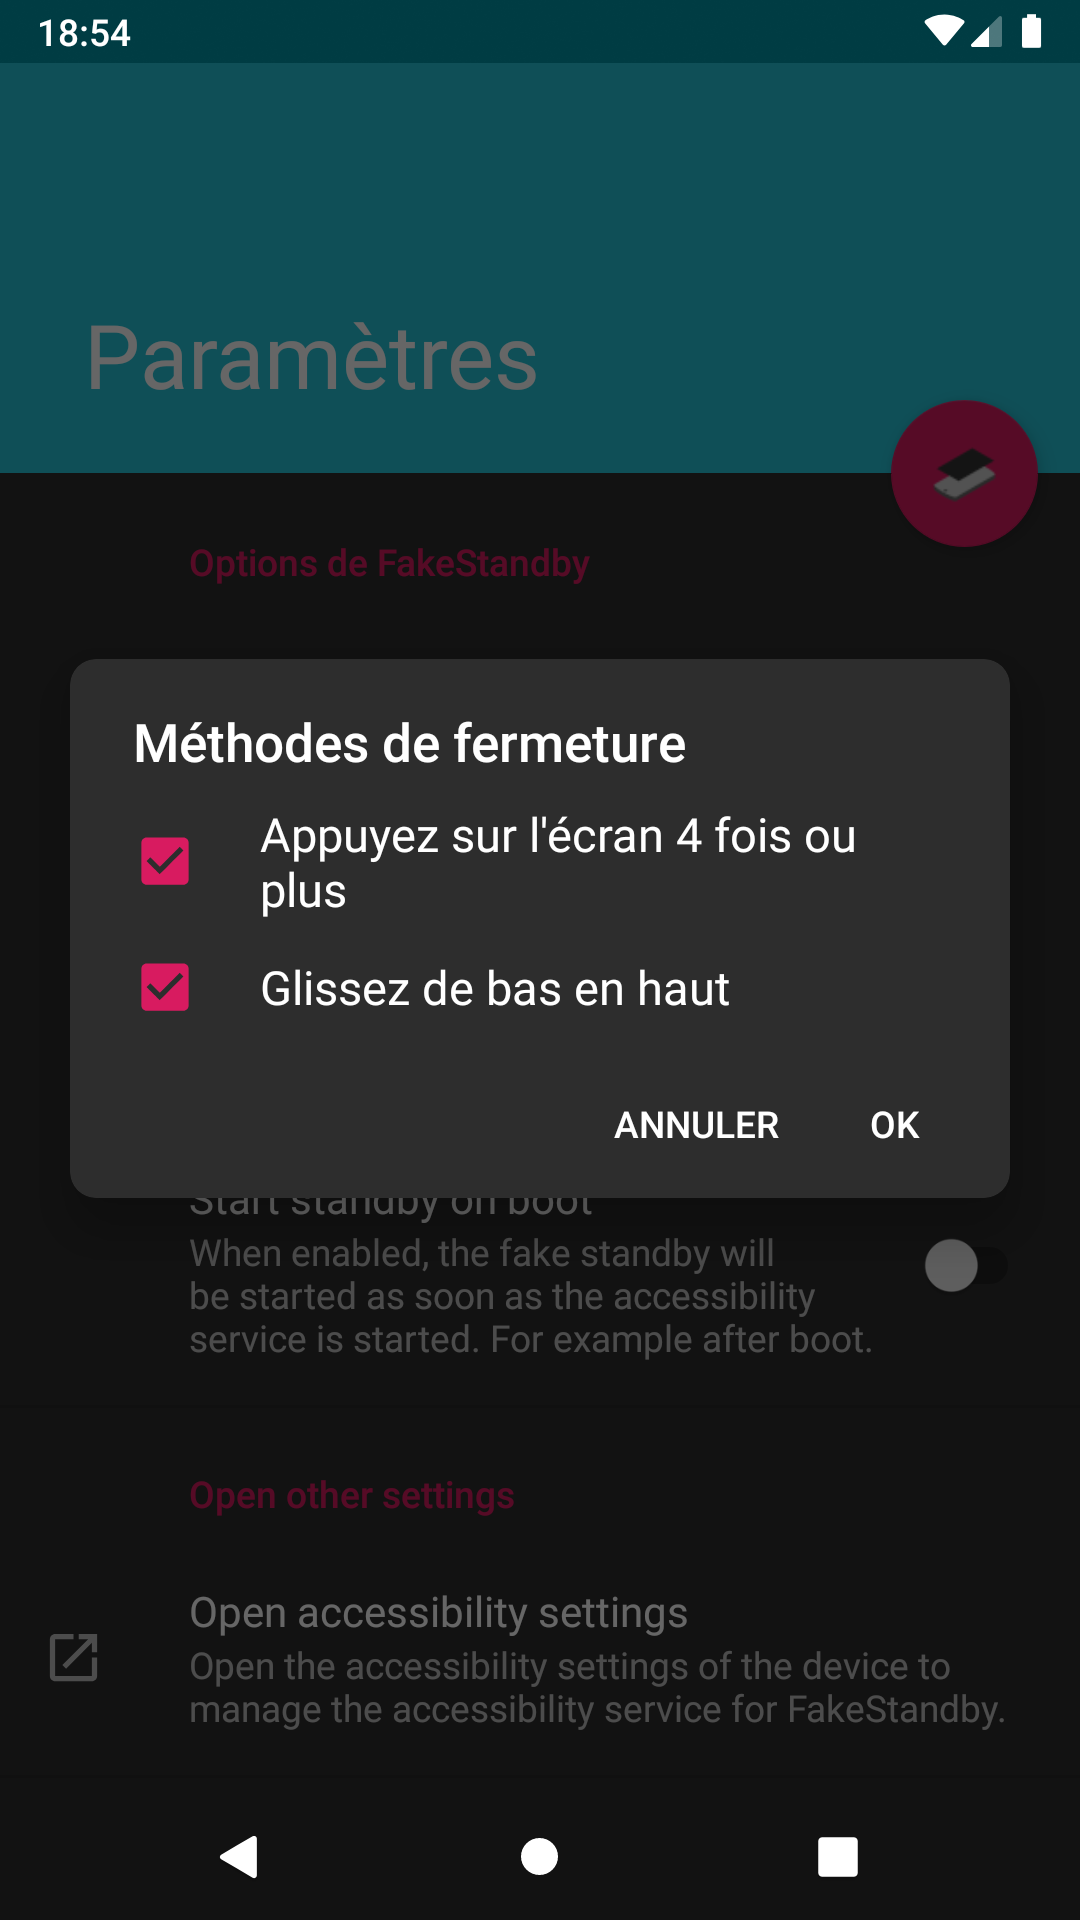 18:54
Paramètres
Options de FakeStandby
Méthodes de fermeture
Appuyez sur l'écran 4 fois ou
plus
Glissez de bas en haut
ANNULER OK
Start standby on boot
When enabled, the fake standby will
be started as soon as the accessibility
service is started. For example after boot.
Open other settings
Open accessibility settings
Open the accessibility settings of the device to
manage the accessibility service for FakeStandby.